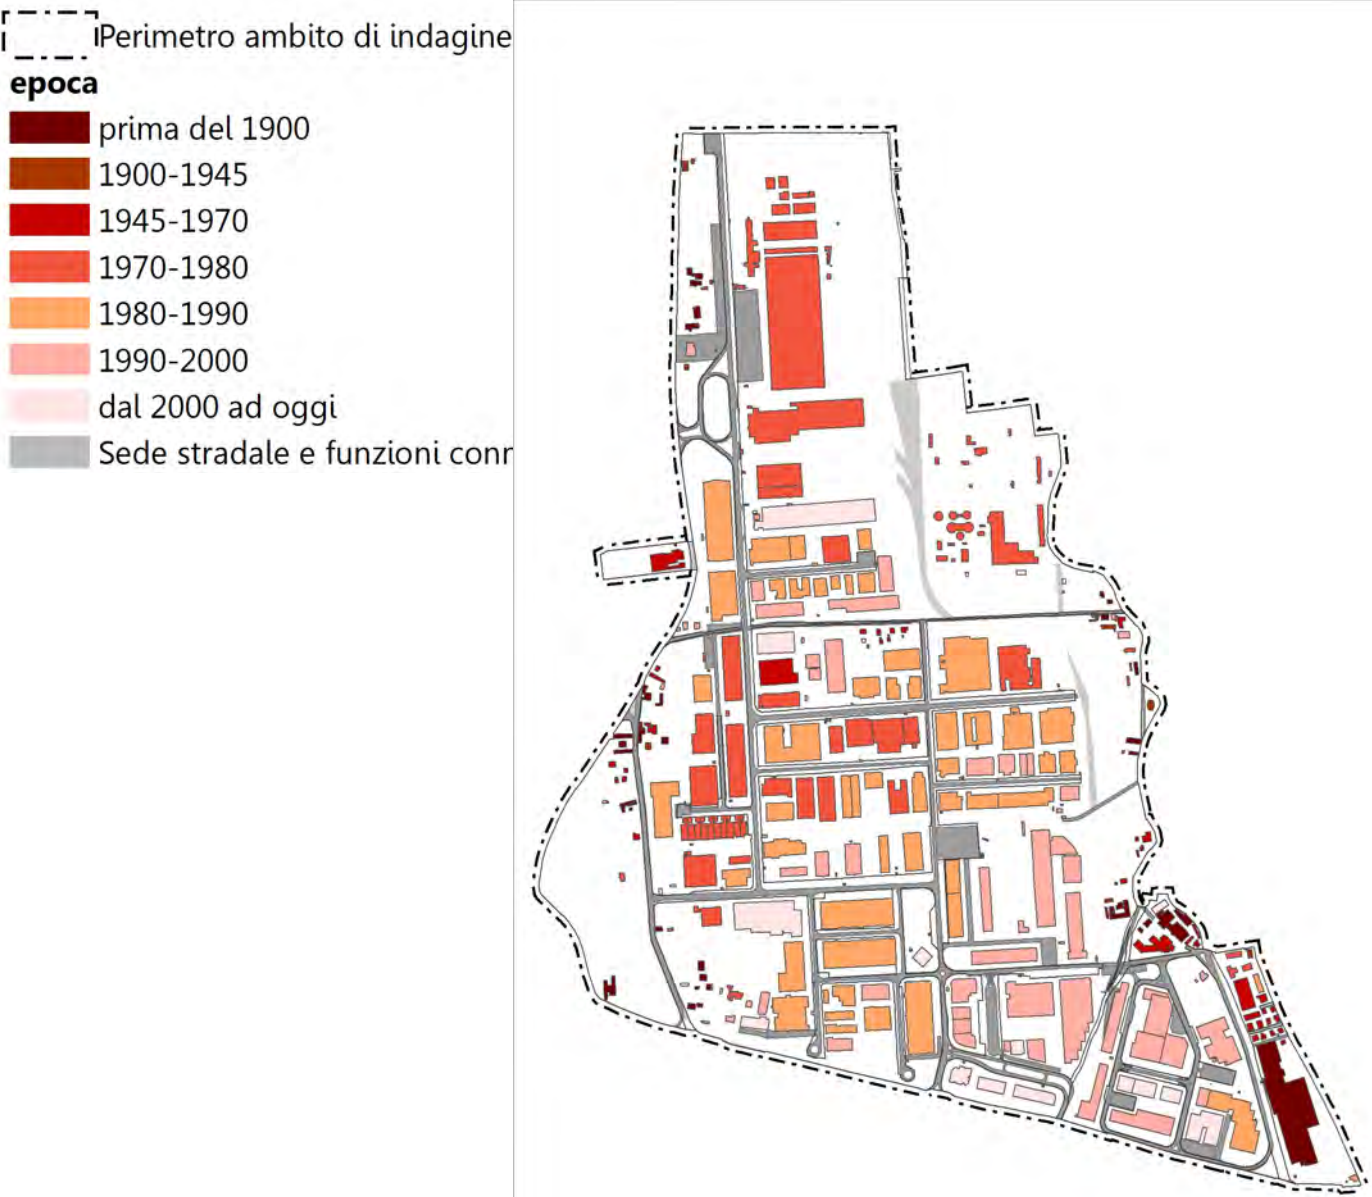 Perimetro ambito di indagine
epoca
prima del 1900
1900-1945
1945-1970
1970-1980
1980-1990
1990-2000
dal 2000 ad oggi
Sede stradale e funzioni